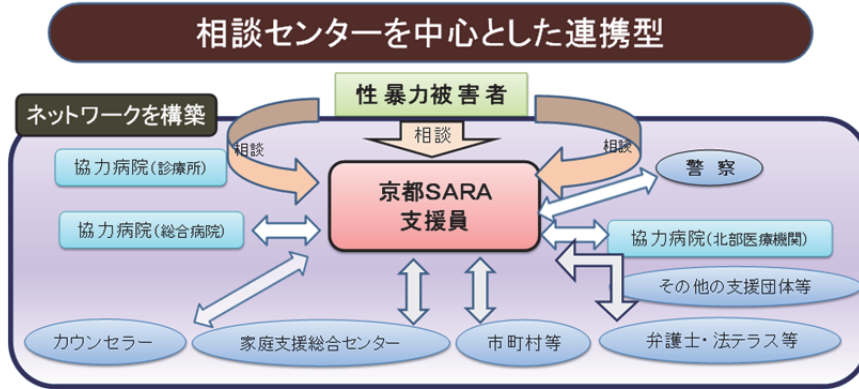 相談センターを中心とした連携型
性暴力被害者
ネットワークを構築
相談
相談
相談
協力病院(診療所)
京都SARA
支援員
警察
協力病院(総合病院)
協力病院(北部医療機関)
その他の支援団体等
カウンセラー
家庭支援総合センター
市町村等
弁護士・法テラス等